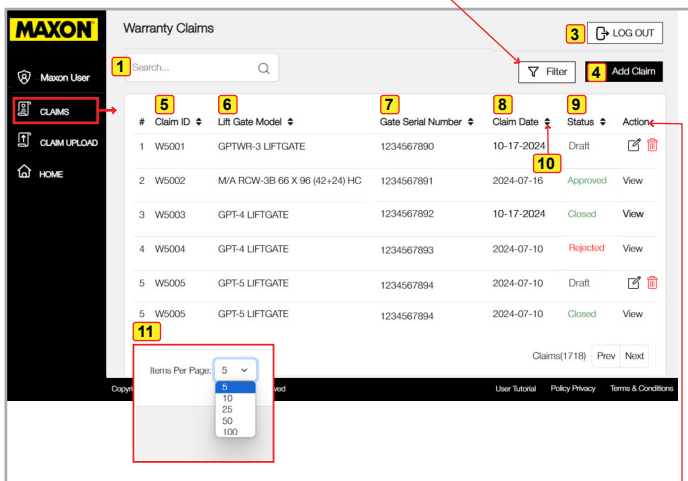 MAXON
Warranty Claims
3
LOG OUT
1
Search...
Filter
4
Add Claim
Maxon User
CLAIMS
CLAIM UPLOAD
HOME
5 6 7 8 9
# Claim ID Lift Gate Model Gate Serial Number Claim Date Status Action
10
1 W5001 GPTWR-3 LIFTGATE 1234567890 10-17-2024 Draft
2 W5002 M/A RCW-3B 66 X 96 (42+24) HC 1234567891 2024-07-16 Approved View
3 W5003 GPT-4 LIFTGATE 1234567892 10-17-2024 Closed View
4 W5004 GPT-4 LIFTGATE 1234567893 2024-07-10 Rejected View
5 W5005 GPT-5 LIFTGATE 1234567894 2024-07-10 Draft
5 W5005 GPT-5 LIFTGATE 1234567894 2024-07-10 Closed View
11
Claims(1718) Prev Next
Items Per Page: 5
5
10
25
50
100
User Tutorial Policy Privacy Terms & Conditions